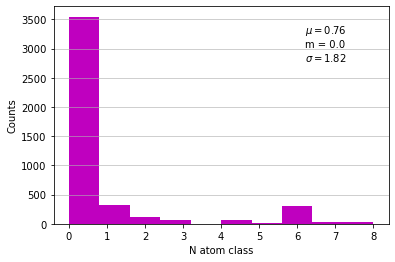 3500
3000
2500
2000
1500
1000
500
0
Counts
μ = 0.76
m = 0.0
σ = 1.82
0 1 2 3 4 5 6 7 8
N atom class